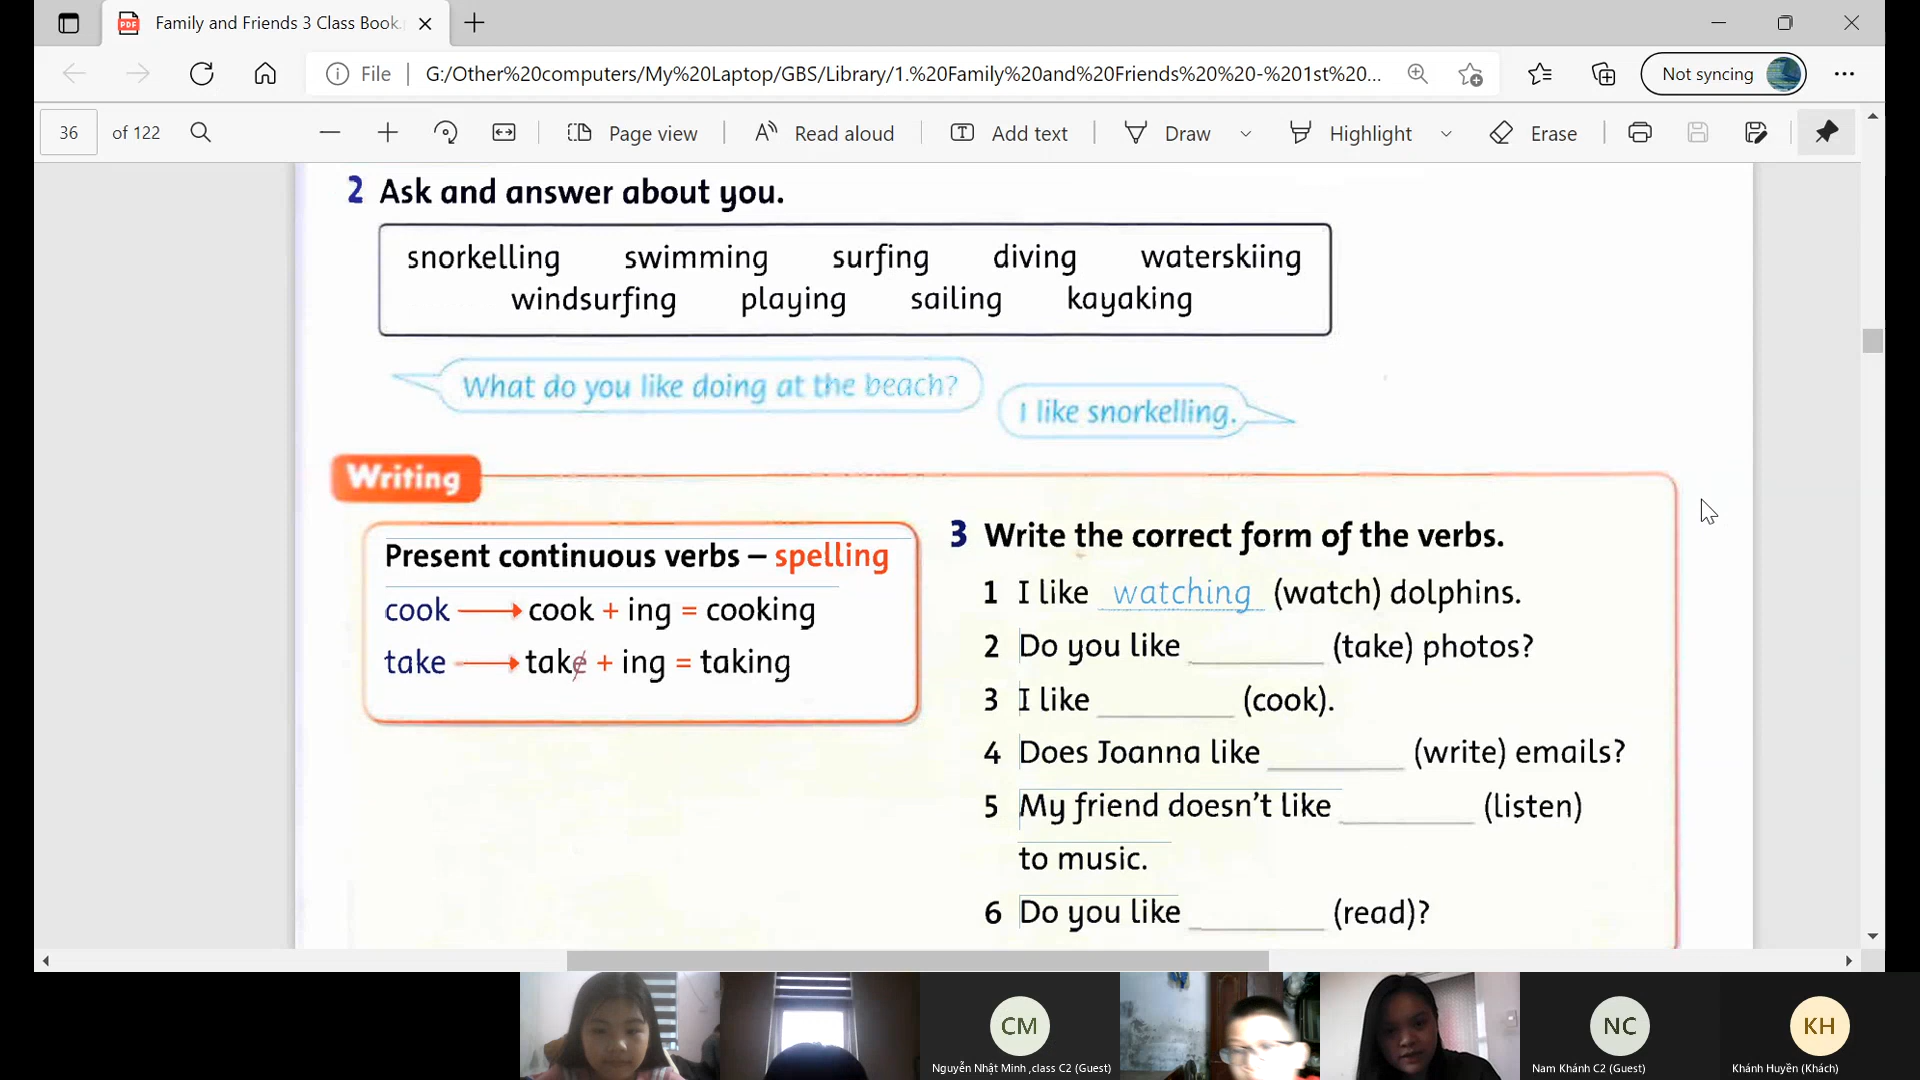 Family and Friends 3 Class Book.
File
G:/Other%20computers/My%20Laptop/GBS/Library/1.%20Family%20and%20Friends%20%20-%201st%20...
Not syncing
36 of 122
Page view
Read aloud
Add text
Draw
Highlight
Erase
2 Ask and answer about you.
snorkelling swimming surfing diving waterskiing
windsurfing playing sailing kayaking
What do you like doing at the beach?
I like snorkelling.
Writing
Present continuous verbs – spelling
cook → cook + ing = cooking
take → take + ing = taking
3 Write the correct form of the verbs.
1 I like watching (watch) dolphins.
2 Do you like ________ (take) photos?
3 I like ________ (cook).
4 Does Joanna like ________ (write) emails?
5 My friend doesn't like ________ (listen)
to music.
6 Do you like ________ (read)?
CM
Nguyễn Nhật Minh ,class C2 (Guest)
NC
Nam Khánh C2 (Guest)
KH
Khánh Huyền (Khách)